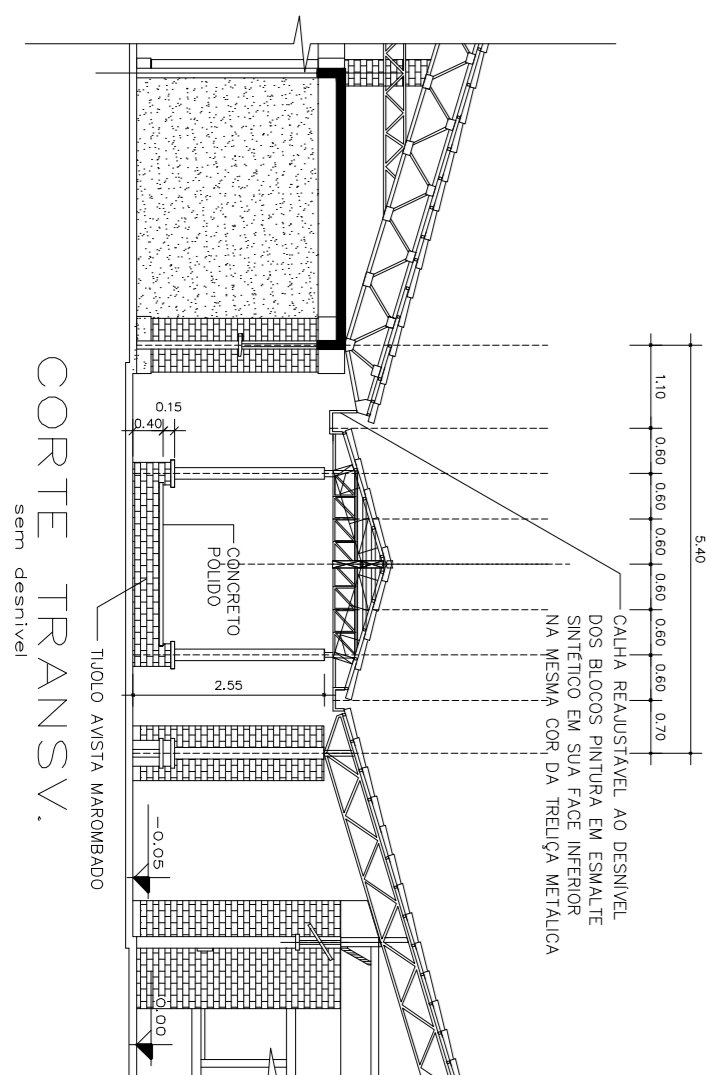 5.40
1.10
0.60
0.60
0.60
0.60
0.60
0.60
0.70
CALHA REAJUSTÁVEL AO DESNÍVEL
DOS BLOCOS PINTURA EM ESMALTE
SINTÉTICO EM SUA FACE INFERIOR
NA MESMA COR DA TRELIÇA METÁLICA
0.15
0.40
CONCRETO
POLIDO
2.55
-0.05
0.00
TIJOLO AVISTA MAROMBADO
CORTE TRANSV.
sem desnivel